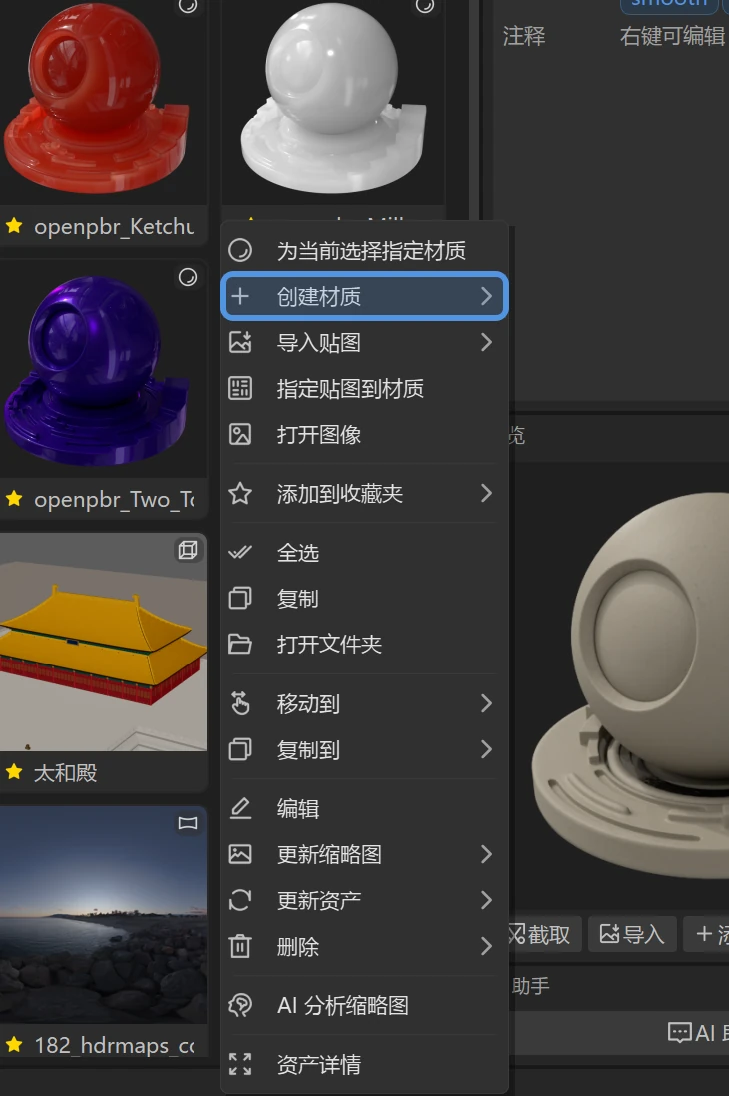 smooth
注释
右键可编辑
openpbr_Ketchu
为当前选择指定材质
创建材质
导入贴图
指定贴图到材质
打开图像
添加到收藏夹
全选
复制
打开文件夹
移动到
复制到
编辑
更新缩略图
更新资产
删除
AI 分析缩略图
资产详情
openpbr_Two_To
太和殿
182_hdrmaps_cc
览
截取
导入
助手
AI